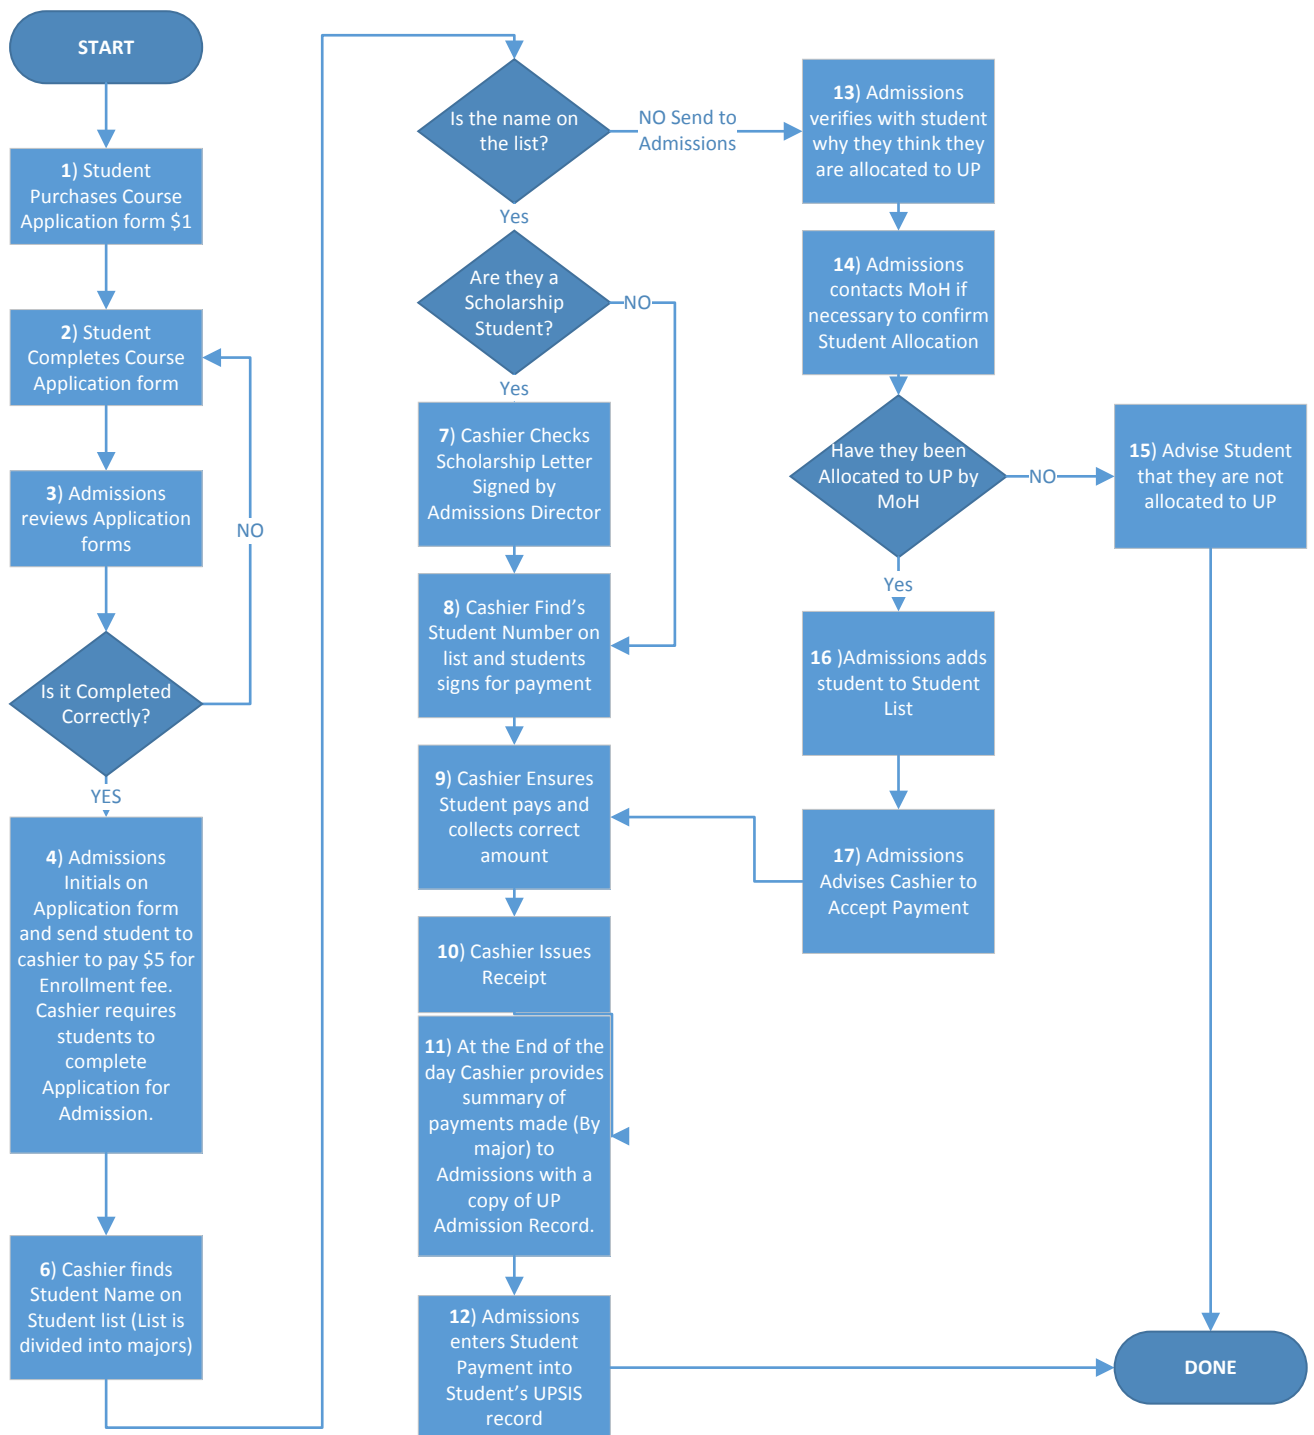 START
1) Student
Purchases Course
Application form $1
2) Student
Completes Course
Application form
3) Admissions
reviews Application
forms
NO
Is it Completed
Correctly?
YES
4) Admissions
Initials on
Application form
and send student to
cashier to pay $5 for
Enrollment fee.
Cashier requires
students to
complete
Application for
Admission.
6) Cashier finds
Student Name on
Student list (List is
divided into majors)
Is the name on
the list?
NO Send to
Admissions
Yes
Are they a
Scholarship
Student?
NO
Yes
7) Cashier Checks
Scholarship Letter
Signed by
Admissions Director
8) Cashier Find’s
Student Number on
list and students
signs for payment
9) Cashier Ensures
Student pays and
collects correct
amount
10) Cashier Issues
Receipt
11) At the End of the
day Cashier provides
summary of
payments made (By
major) to
Admissions with a
copy of UP
Admission Record.
12) Admissions
enters Student
Payment into
Student’s UPSIS
record
13) Admissions
verifies with student
why they think they
are allocated to UP
14) Admissions
contacts MoH if
necessary to confirm
Student Allocation
Have they been
Allocated to UP by
MoH
NO
Yes
15) Advise Student
that they are not
allocated to UP
16 )Admissions adds
student to Student
List
17) Admissions
Advises Cashier to
Accept Payment
DONE